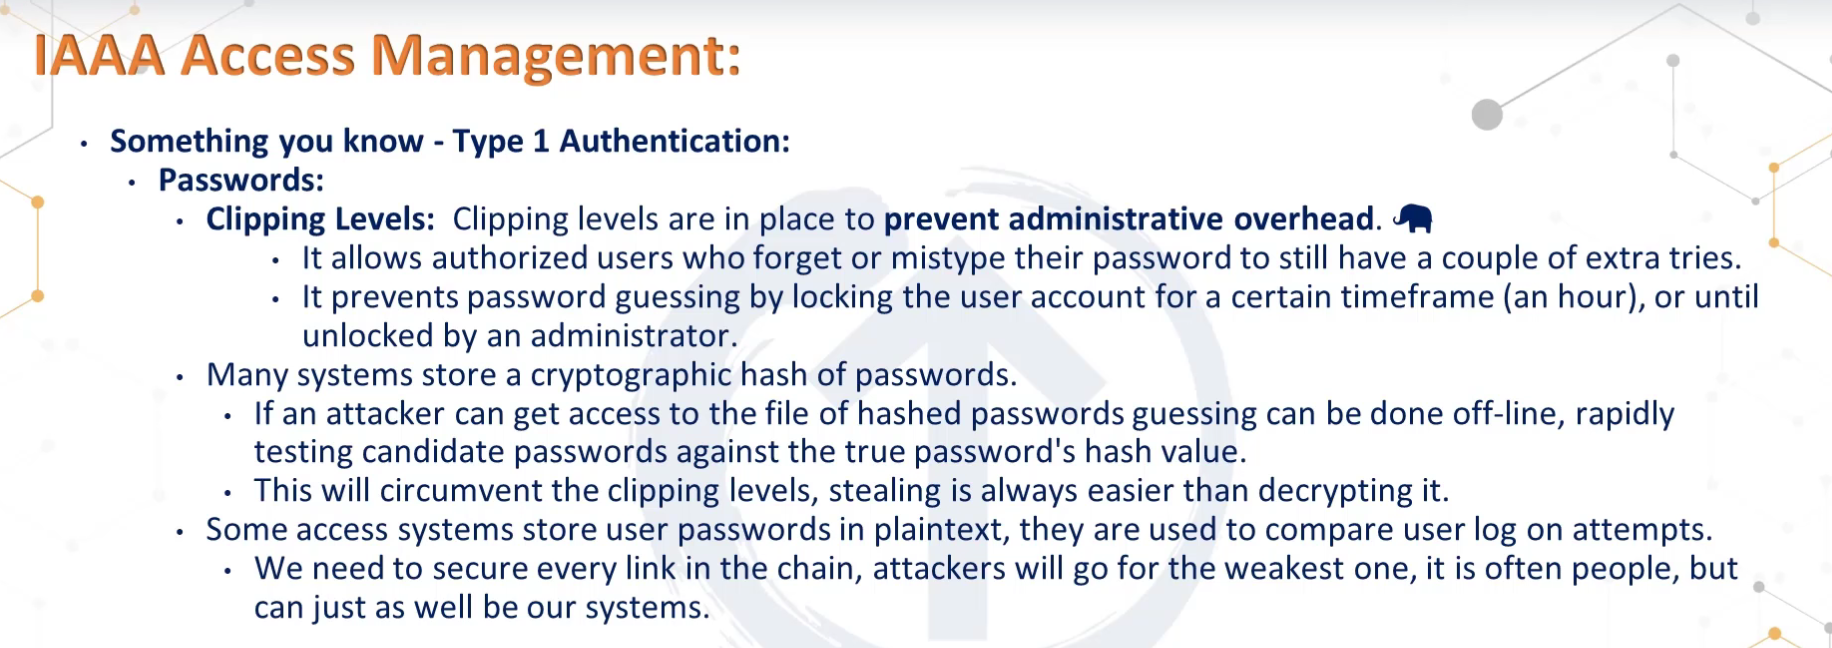 IAAA Access Management:
• Something you know - Type 1 Authentication:
• Passwords:
• Clipping Levels: Clipping levels are in place to prevent administrative overhead.
• It allows authorized users who forget or mistype their password to still have a couple of extra tries.
• It prevents password guessing by locking the user account for a certain timeframe (an hour), or until
unlocked by an administrator.
• Many systems store a cryptographic hash of passwords.
• If an attacker can get access to the file of hashed passwords guessing can be done off-line, rapidly
testing candidate passwords against the true password's hash value.
• This will circumvent the clipping levels, stealing is always easier than decrypting it.
• Some access systems store user passwords in plaintext, they are used to compare user log on attempts.
• We need to secure every link in the chain, attackers will go for the weakest one, it is often people, but
can just as well be our systems.